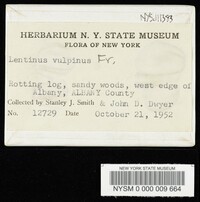 NYSf1393
HERBARIUM N. Y. STATE MUSEUM
FLORA OF NEW YORK
Lentinus vulpinus Fr.
Rotting log, sandy woods, west edge of
Albany, ALBANY County
Collected by Stanley J. Smith & John D. Dwyer
No. 12729 Date October 21, 1952
NEW YORK STATE MUSEUM
NYSM 0 000 009 664